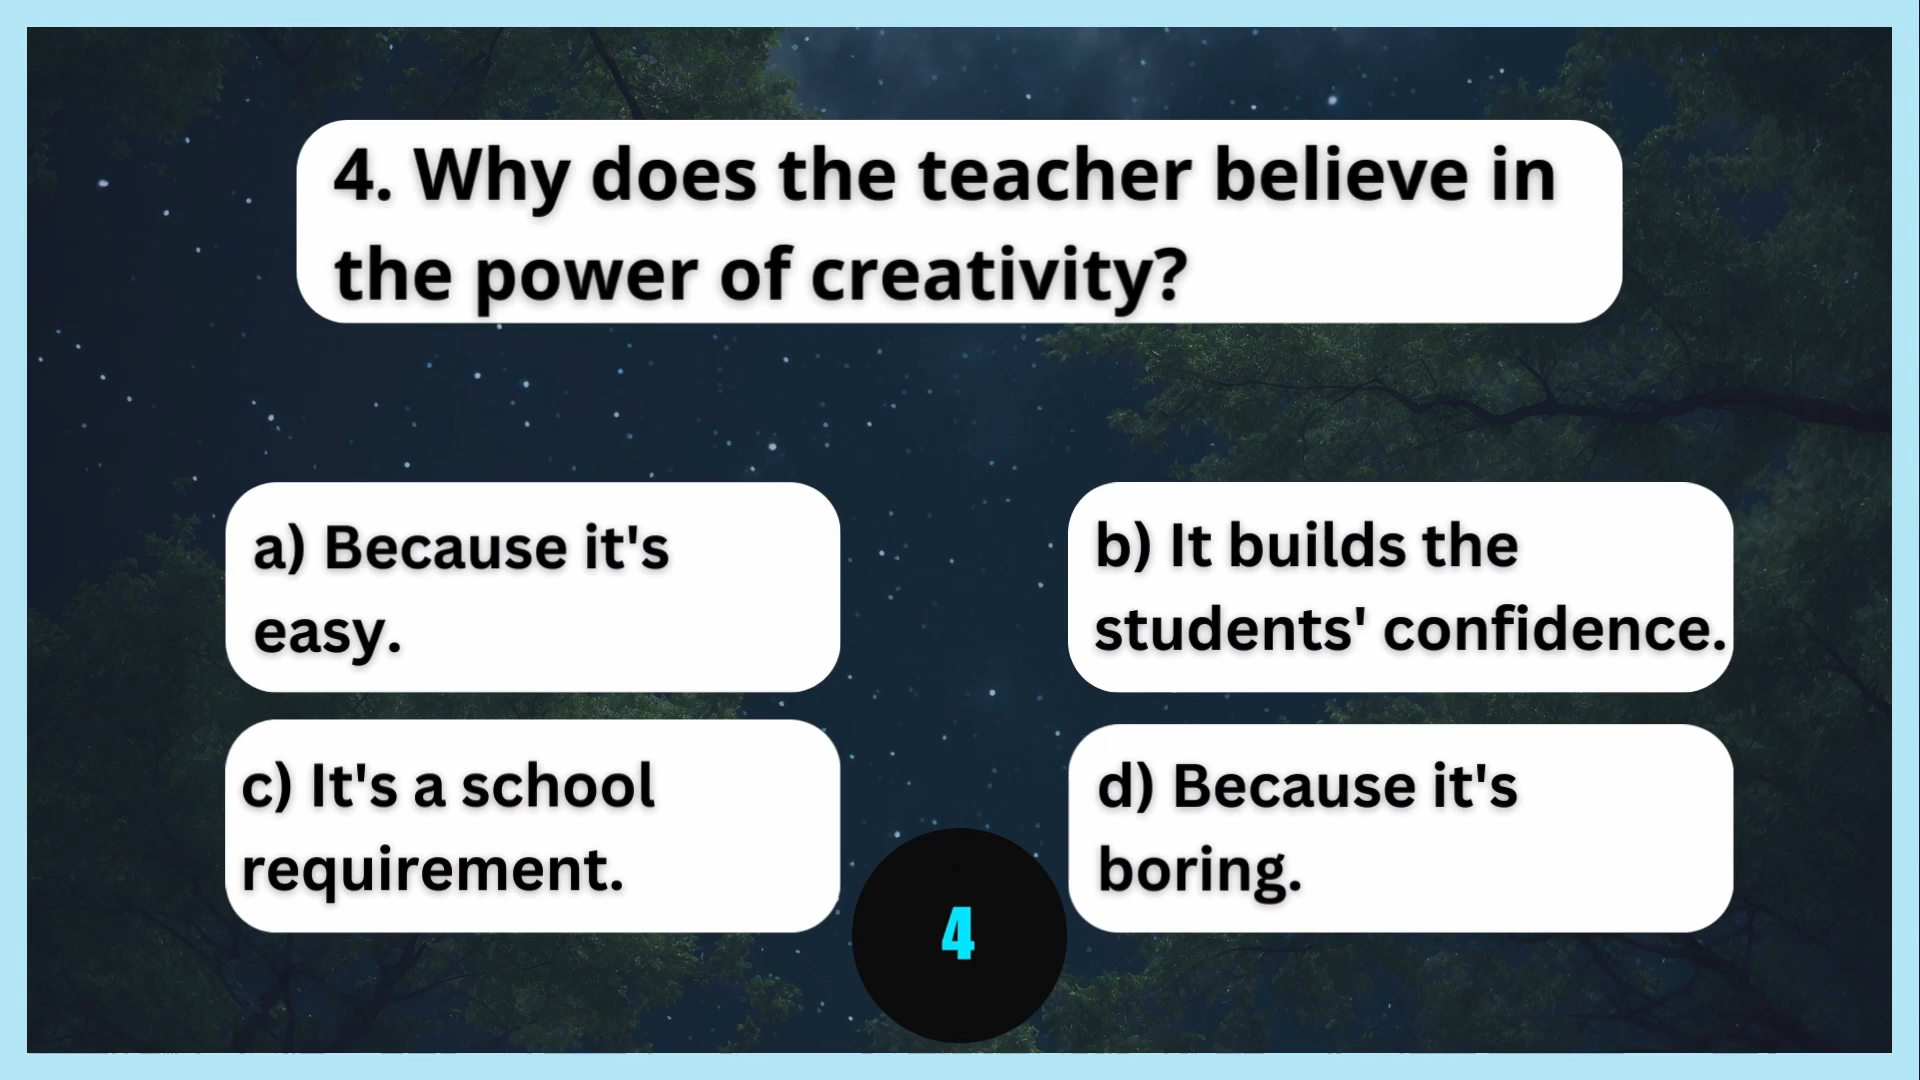 4. Why does the teacher believe in
the power of creativity?
a) Because it's
easy.
b) It builds the
students' confidence.
c) It's a school
requirement.
d) Because it's
boring.
4